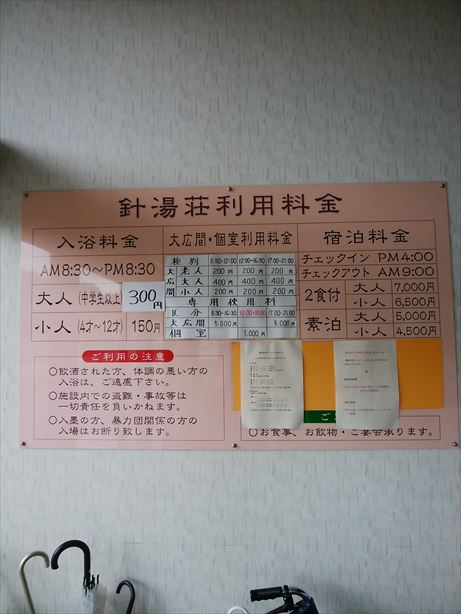 針湯荘利用料金
入浴料金
AM8:30～PM8:30
大人(中学生以上) 300円
小人(4才～12才) 150円
大広間・個室利用料金
種別 8:30-12:00 12:00-16:30 17:00-21:00
大 老人 200円 200円 200円
広 大人 400円 400円 400円
間 小人 200円 200円 200円
専用使用料
区分 8:30-16:30 10:00-15:00 17:00-21:00
大広間 5,000円 5,000円
個室 1,000円
宿泊料金
チェックイン PM4:00
チェックアウト AM9:00
2食付 大人 7,000円
小人 6,500円
素泊 大人 5,000円
小人 4,500円
ご利用の注意
○飲酒された方、体調の悪い方の
入浴は、ご遠慮下さい。
○施設内での盗難・事故等は
一切責任を負いかねます。
○入墨の方、暴力団関係の方の
入場はお断り致します。
ご
○お食事、お飲物・ご宴会承ります。